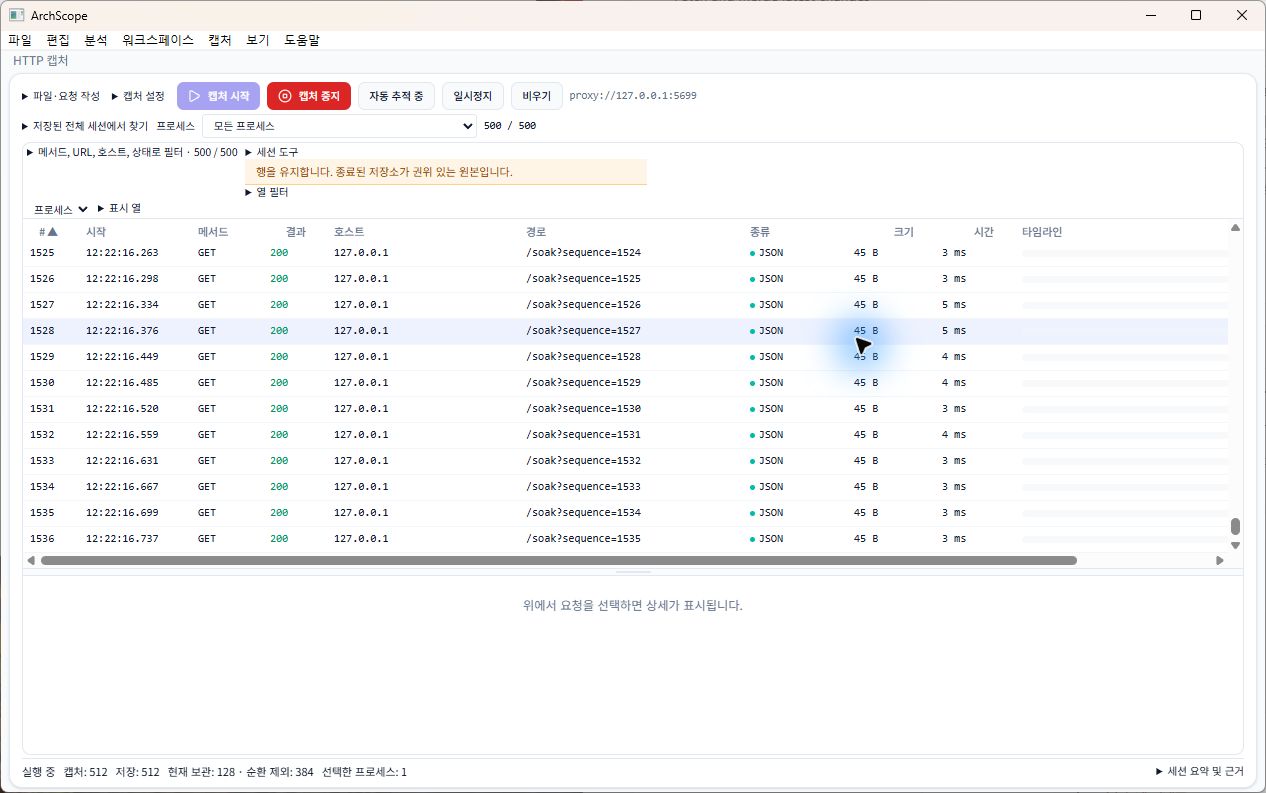 ArchScope
파일 편집 분석 워크스페이스 캡처 보기 도움말
HTTP 캡처
▶ 파일·요청 작성 ▶ 캡처 설정 캡처 시작 캡처 중지 자동 추적 중 일시정지 비우기 proxy://127.0.0.1:5699
▶ 저장된 전체 세션에서 찾기 프로세스 모든 프로세스 500 / 500
▶ 메서드, URL, 호스트, 상태로 필터 · 500 / 500 ▶ 세션 도구
행을 유지합니다. 종료된 저장소가 권위 있는 원본입니다.
▶ 열 필터
프로세스 ▶ 표시 열
# ▲ 시작 메서드 결과 호스트 경로 종류 크기 시간 타임라인
1525 12:22:16.263 GET 200 127.0.0.1 /soak?sequence=1524 JSON 45 B 3 ms
1526 12:22:16.298 GET 200 127.0.0.1 /soak?sequence=1525 JSON 45 B 3 ms
1527 12:22:16.334 GET 200 127.0.0.1 /soak?sequence=1526 JSON 45 B 5 ms
1528 12:22:16.376 GET 200 127.0.0.1 /soak?sequence=1527 JSON 45 B 5 ms
1529 12:22:16.449 GET 200 127.0.0.1 /soak?sequence=1528 JSON 45 B 4 ms
1530 12:22:16.485 GET 200 127.0.0.1 /soak?sequence=1529 JSON 45 B 4 ms
1531 12:22:16.520 GET 200 127.0.0.1 /soak?sequence=1530 JSON 45 B 3 ms
1532 12:22:16.559 GET 200 127.0.0.1 /soak?sequence=1531 JSON 45 B 4 ms
1533 12:22:16.631 GET 200 127.0.0.1 /soak?sequence=1532 JSON 45 B 3 ms
1534 12:22:16.667 GET 200 127.0.0.1 /soak?sequence=1533 JSON 45 B 3 ms
1535 12:22:16.699 GET 200 127.0.0.1 /soak?sequence=1534 JSON 45 B 3 ms
1536 12:22:16.737 GET 200 127.0.0.1 /soak?sequence=1535 JSON 45 B 3 ms
위에서 요청을 선택하면 상세가 표시됩니다.
실행 중 캡처: 512 저장: 512 현재 보관: 128 · 순환 제외: 384 선택한 프로세스: 1 ▶ 세션 요약 및 근거